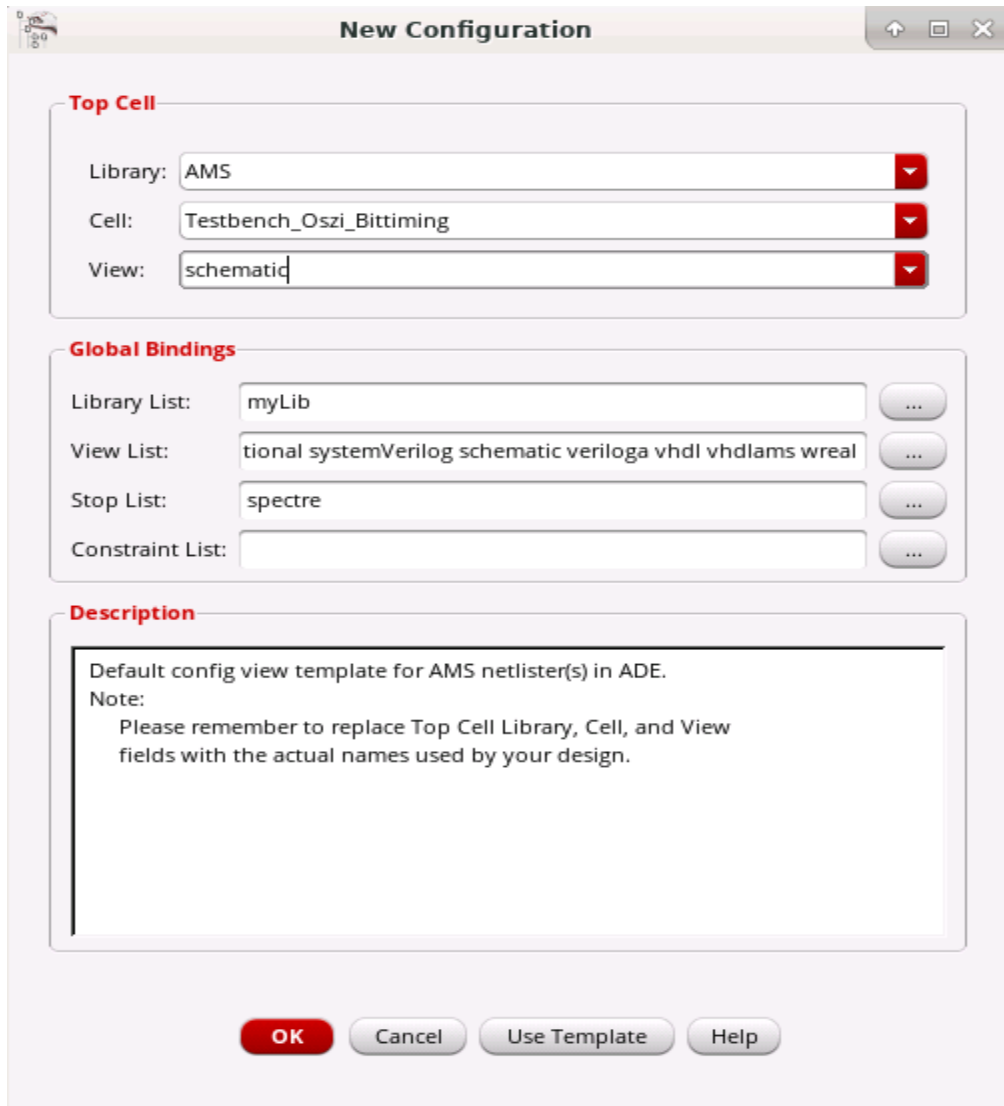 New Configuration
Top Cell
Library: AMS
Cell: Testbench_Oszi_Bittiming
View: schematic
Global Bindings
Library List: myLib ...
View List: tional systemVerilog schematic veriloga vhdl vhdlams wreal ...
Stop List: spectre ...
Constraint List: ...
Description
Default config view template for AMS netlister(s) in ADE.
Note:
Please remember to replace Top Cell Library, Cell, and View
fields with the actual names used by your design.
OK Cancel Use Template Help